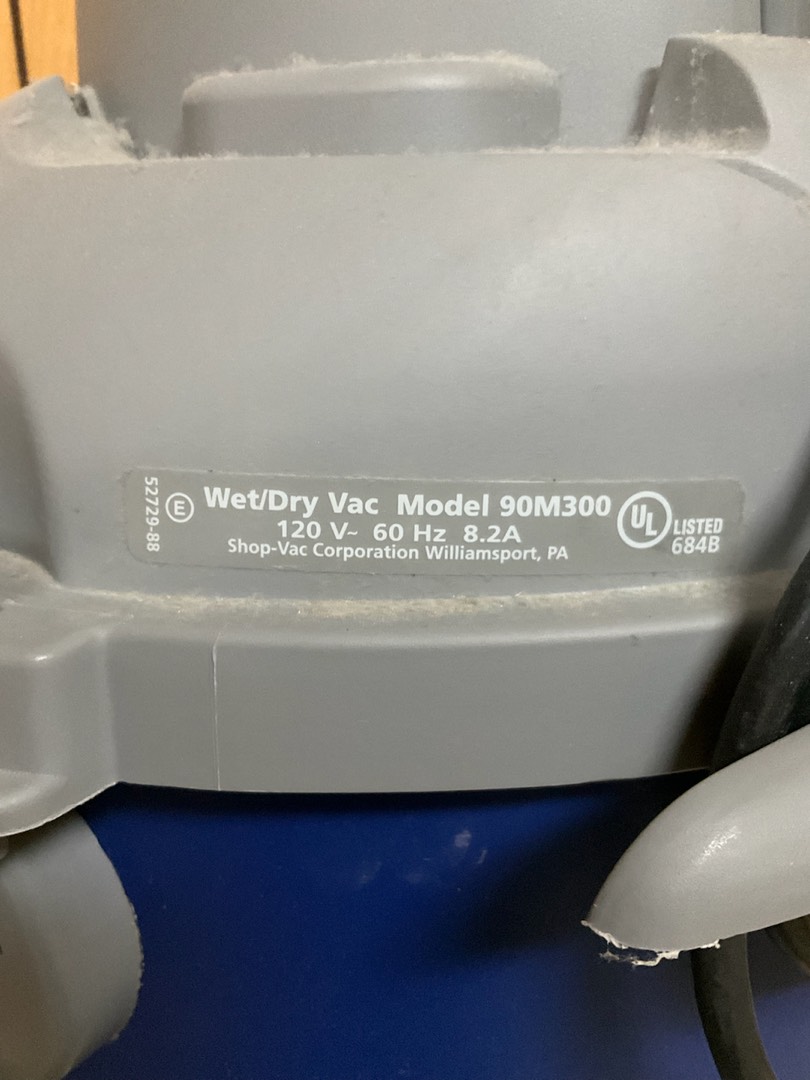 52729-88
E Wet/Dry Vac Model 90M300
120 V~ 60 Hz 8.2A
Shop-Vac Corporation Williamsport, PA
UL LISTED
684B